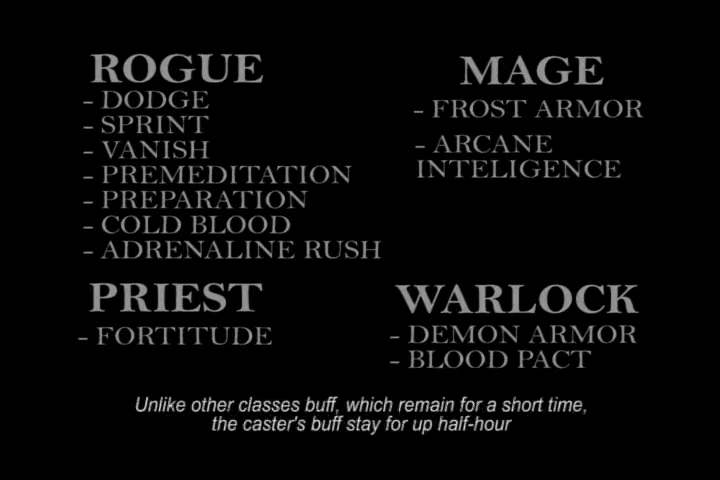 ROGUE
- DODGE
- SPRINT
- VANISH
- PREMEDITATION
- PREPARATION
- COLD BLOOD
- ADRENALINE RUSH
MAGE
- FROST ARMOR
- ARCANE
INTELIGENCE
PRIEST
- FORTITUDE
WARLOCK
- DEMON ARMOR
- BLOOD PACT
Unlike other classes buff, which remain for a short time,
the caster's buff stay for up half-hour